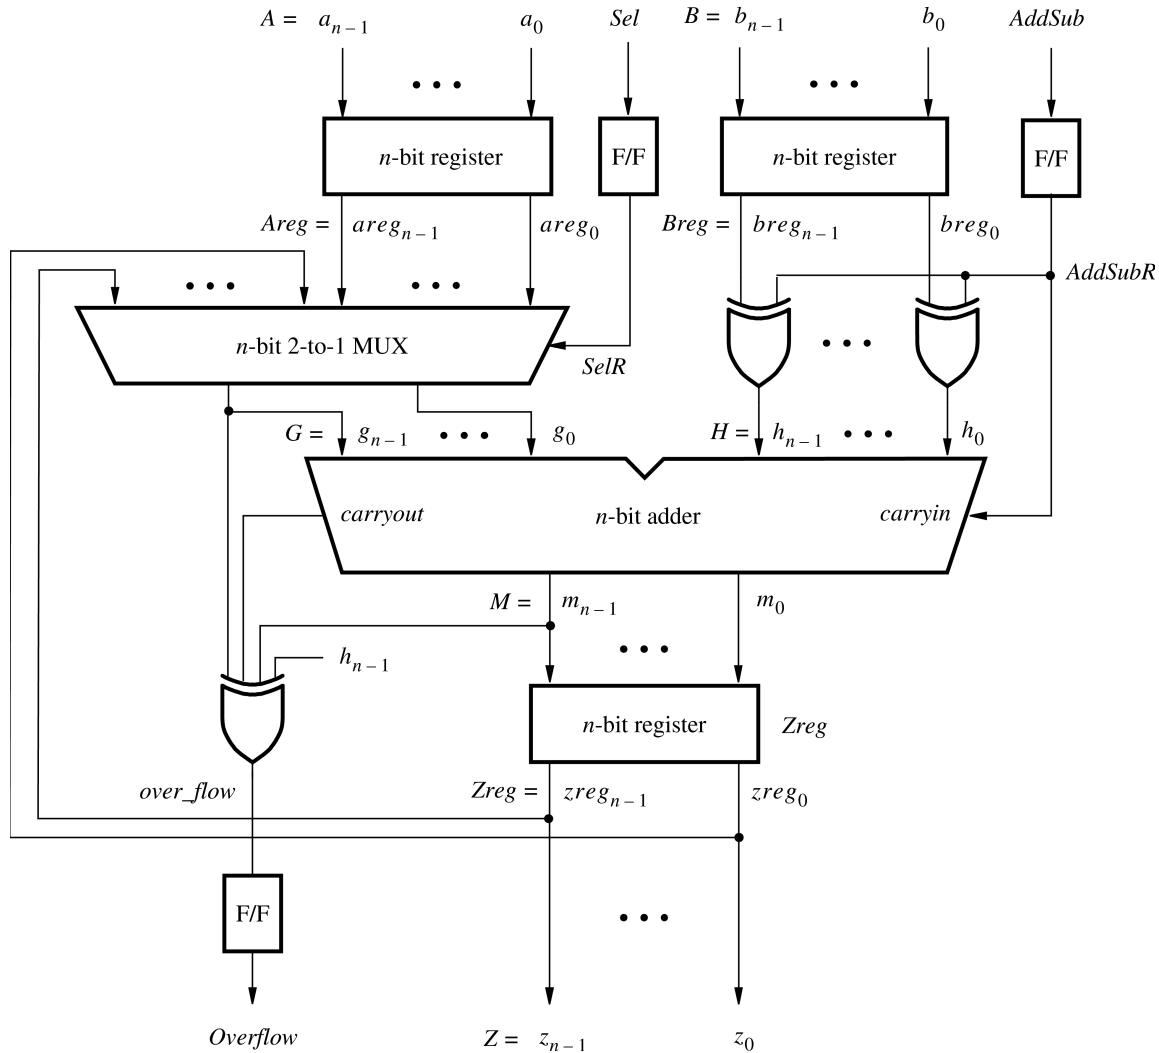 A = a_{n-1} a_0 Sel B = b_{n-1} b_0 AddSub
n-bit register F/F n-bit register F/F
Areg = areg_{n-1} areg_0 Breg = breg_{n-1} breg_0
AddSubR
n-bit 2-to-1 MUX
SelR
G = g_{n-1} g_0 H = h_{n-1} h_0
carryout n-bit adder carryin
M = m_{n-1} m_0
h_{n-1}
n-bit register Zreg
over_flow Zreg = zreg_{n-1} zreg_0
F/F
Overflow Z = z_{n-1} z_0